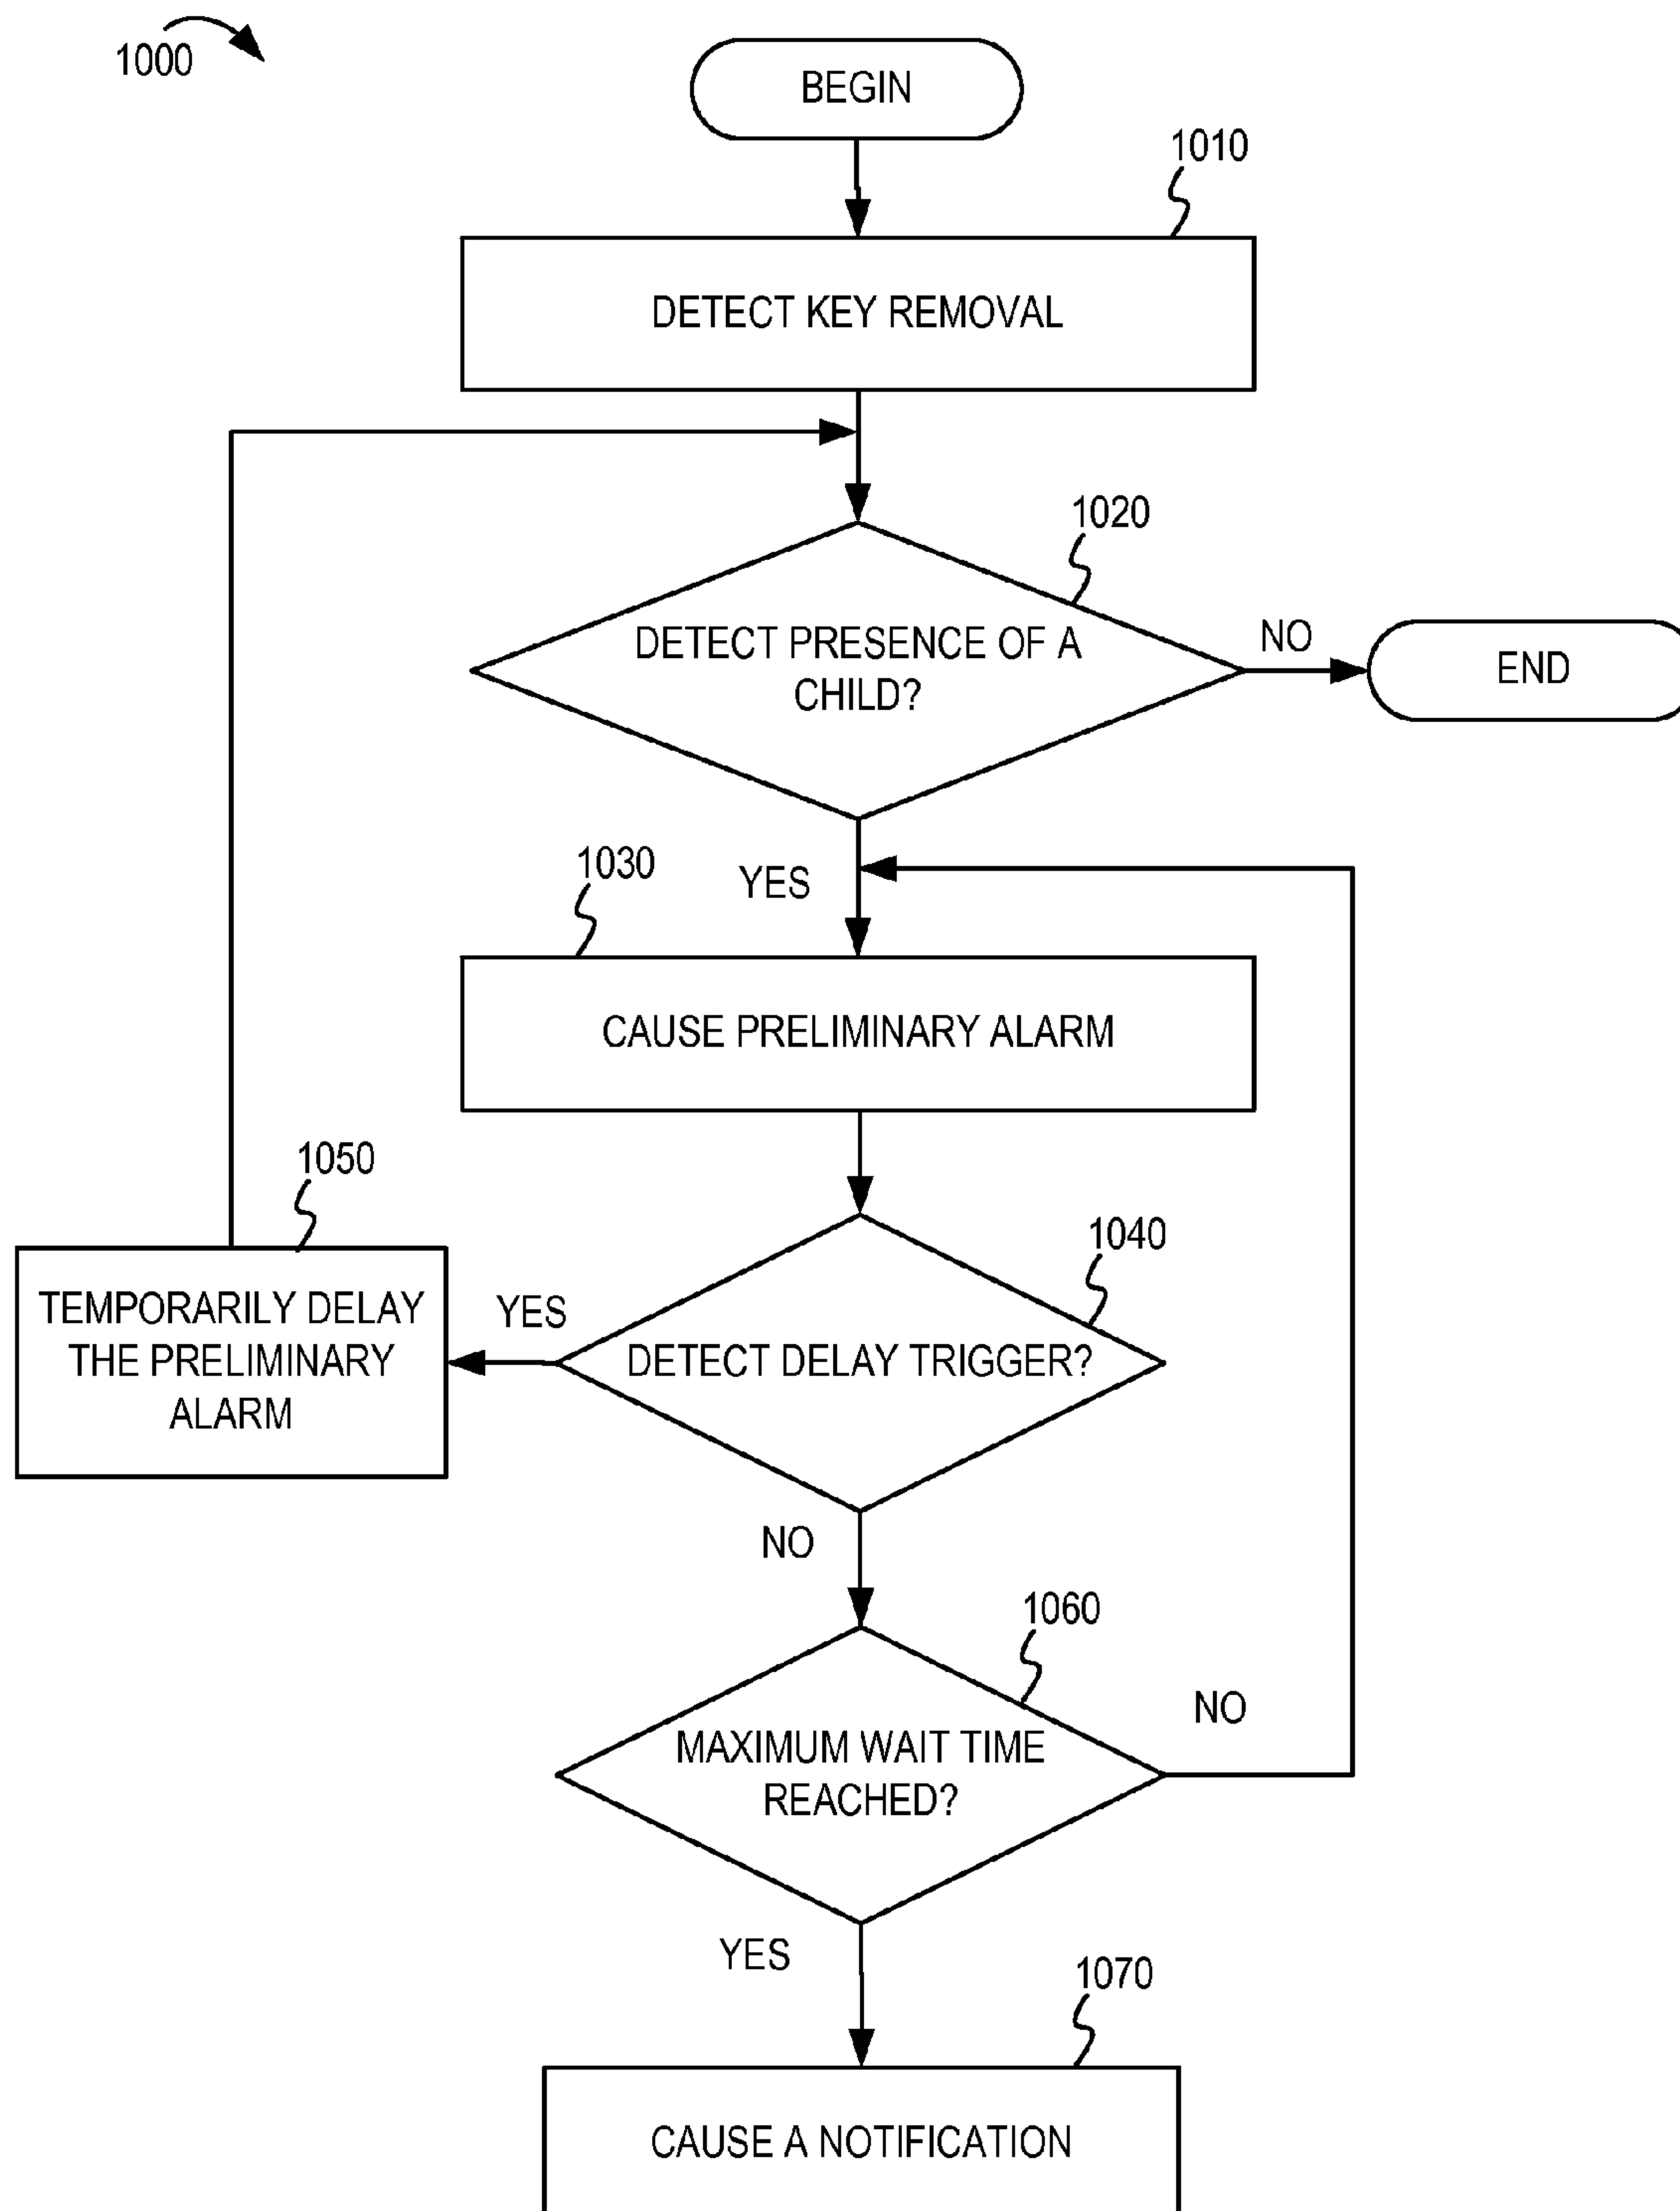 1000
BEGIN
1010
DETECT KEY REMOVAL
1020
DETECT PRESENCE OF A
CHILD?
NO
END
YES
1030
CAUSE PRELIMINARY ALARM
1040
DETECT DELAY TRIGGER?
YES
1050
TEMPORARILY DELAY
THE PRELIMINARY
ALARM
NO
1060
MAXIMUM WAIT TIME
REACHED?
NO
YES
1070
CAUSE A NOTIFICATION